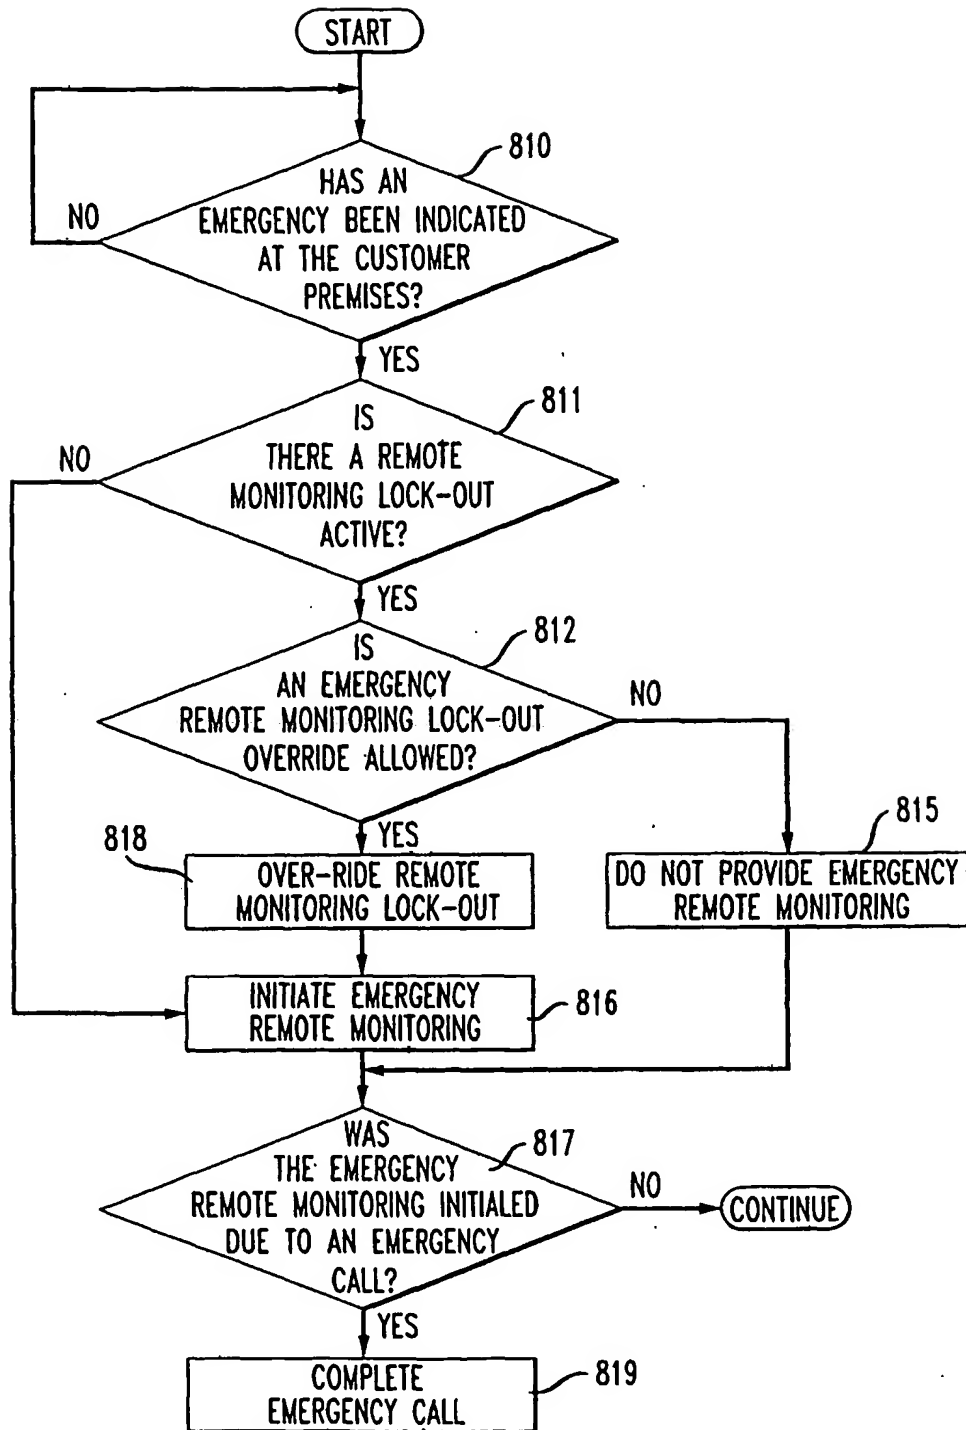 START
810
HAS AN
EMERGENCY BEEN INDICATED
AT THE CUSTOMER
PREMISES?
NO
YES
811
IS
THERE A REMOTE
MONITORING LOCK-OUT
ACTIVE?
NO
YES
812
IS
AN EMERGENCY
REMOTE MONITORING LOCK-OUT
OVERRIDE ALLOWED?
NO
YES
818
OVER-RIDE REMOTE
MONITORING LOCK-OUT
815
DO NOT PROVIDE EMERGENCY
REMOTE MONITORING
INITIATE EMERGENCY
REMOTE MONITORING
816
WAS
THE EMERGENCY
REMOTE MONITORING INITIALED
DUE TO AN EMERGENCY
CALL?
817
NO
CONTINUE
YES
COMPLETE
EMERGENCY CALL
819